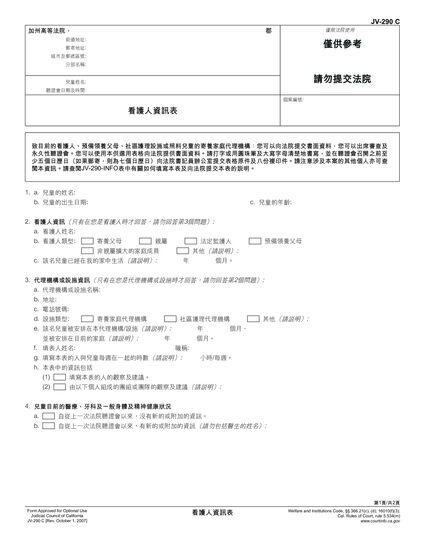 JV-290 C
加州高等法院，　郡
街道地址:
郵寄地址:
城市及郵遞區號:
分部名稱:
兒童姓名:
聽證會日期及時間:
看護人資訊表
僅限法院使用
僅供參考
請勿提交法院
個案編號:
致目前的看護人、預備領養父母、社區護理設施或照料兒童的寄養家庭代理機構：您可以向法院提交書面資料，您可以出席審查及
永久性聽證會。您可以使用本供選用表格向法院提供書面資料。請打字或用圓珠筆及大寫字母清楚地書寫，並在聽證會召開之前至
少五個日曆日（如果郵寄，則為七個日曆日）向法院書記員辦公室提交表格原件及八份複印件。請注意涉及本案的其他個人亦可查
閱本資訊。請查閱JV-290-INFO表中有關如何填寫本表及向法院提交本表的說明。
1. a. 兒童的姓名:
b. 兒童的出生日期:　c. 兒童的年齡:
2. 看護人資訊（只有在您是看護人時才回答，請勿回答第3個問題）:
a. 看護人姓名:
b. 看護人類型: 寄養父母　親屬　法定監護人　預備領養父母
非親屬擴大的家庭成員　其他（請說明）:
c. 該名兒童已經在我的家中生活（請說明）:　年　個月。
3. 代理機構或設施資訊（只有在您是代理機構或設施時才回答，請勿回答第2個問題）:
a. 代理機構或設施名稱:
b. 地址:
c. 電話號碼:
d. 設施類型: 寄養家庭代理機構　社區護理代理機構　其他（請說明）:
e. 該名兒童被安排在本代理機構/設施（請說明）:　年　個月，
並被安排在目前的家庭（請說明）:　年　個月。
f. 填表人姓名:　職稱:
g. 填寫本表的人與兒童每週在一起的時數（請說明）:　小時/每週。
h. 本表中的資訊包括
(1) 填寫本表的人的觀察及建議。
(2) 由以下個人組成的團組或團隊的觀察及建議（請說明）:
4. 兒童目前的醫療、牙科及一般身體及精神健康狀況
a. 自從上一次法院聽證會以來，沒有新的或附加的資訊。
b. 自從上一次法院聽證會以來，有新的或附加的資訊（請勿包括醫生的姓名）:
第1頁/共2頁
Form Approved for Optional Use
Judicial Council of California
JV-290 C [Rev. October 1, 2007]
看護人資訊表
Welfare and Institutions Code, §§ 366.21(c), (d); 16010(f)(3);
Cal. Rules of Court, rule 5.534(m)
www.courtinfo.ca.gov